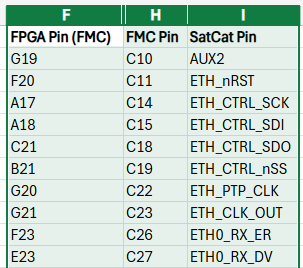 F H I
FPGA Pin (FMC) FMC Pin SatCat Pin
G19 C10 AUX2
F20 C11 ETH_nRST
A17 C14 ETH_CTRL_SCK
A18 C15 ETH_CTRL_SDI
C21 C18 ETH_CTRL_SDO
B21 C19 ETH_CTRL_nSS
G20 C22 ETH_PTP_CLK
G21 C23 ETH_CLK_OUT
F23 C26 ETH0_RX_ER
E23 C27 ETH0_RX_DV